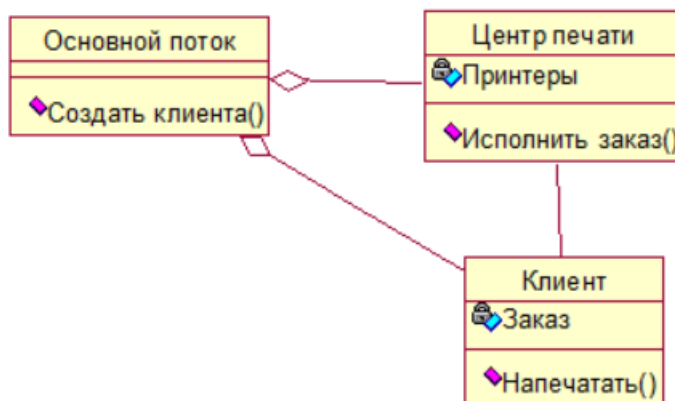 Основной поток
Создать клиента()
Центр печати
Принтеры
Исполнить заказ()
Клиент
Заказ
Напечатать()